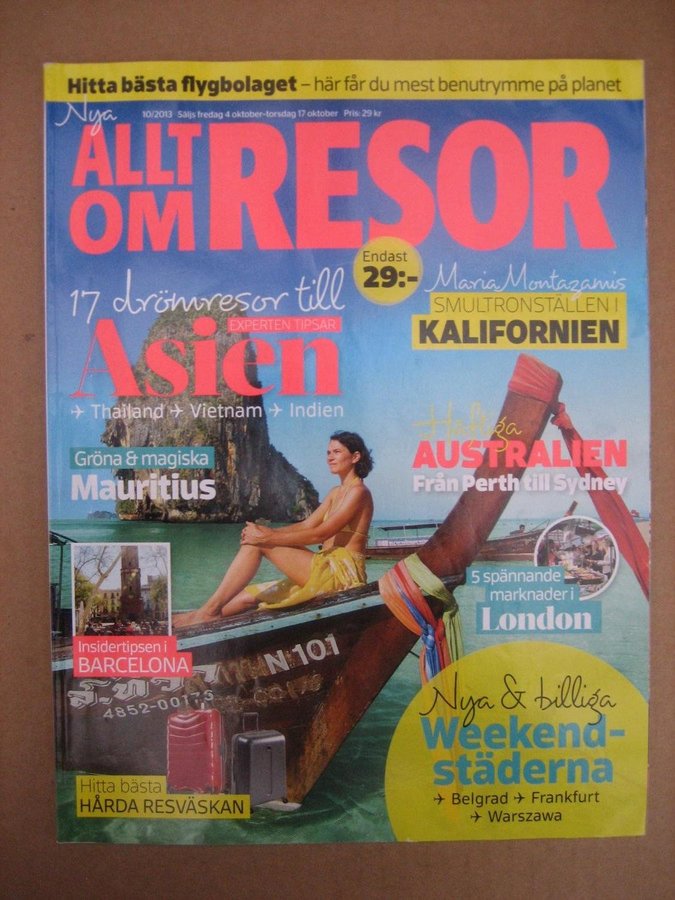 Hitta bästa flygbolaget – här får du mest benutrymme på planet
Nya
10/2013 Säljs fredag 4 oktober-torsdag 17 oktober Pris: 29 kr
ALLT
OM RESOR
Endast
29:-
17 drömresor till
EXPERTEN TIPSAR
Asien
Thailand Vietnam Indien
Maria Montazamis
SMULTRONSTÄLLEN I
KALIFORNIEN
Häftiga
AUSTRALIEN
Från Perth till Sydney
Gröna & magiska
Mauritius
5 spännande
marknader i
London
Insidertipsen i
BARCELONA
N:101
4852-00175
Nya & billiga
Weekend-
städerna
Belgrad Frankfurt
Warszawa
Hitta bästa
HÅRDA RESVÄSKAN